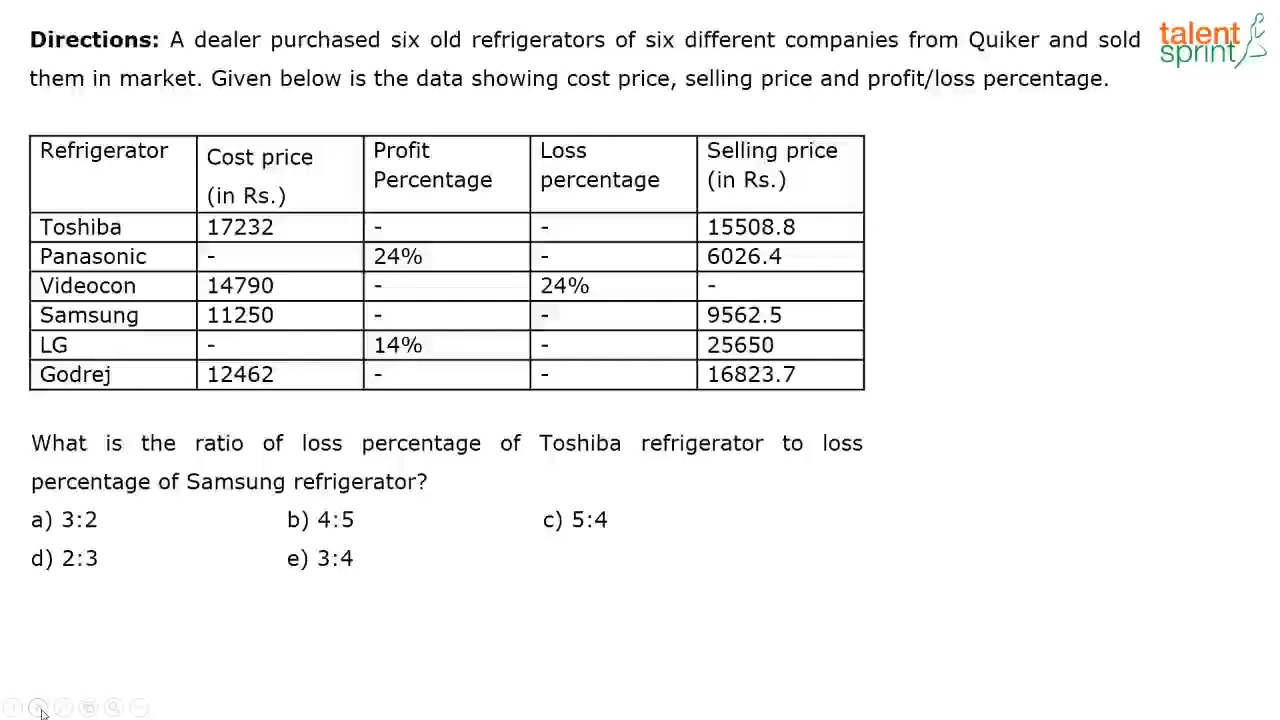 Directions: A dealer purchased six old refrigerators of six different companies from Quiker and sold
them in market. Given below is the data showing cost price, selling price and profit/loss percentage.
talent
sprint
Refrigerator Cost price (in Rs.) Profit Percentage Loss percentage Selling price (in Rs.)
Toshiba 17232 - - 15508.8
Panasonic - 24% - 6026.4
Videocon 14790 - 24% -
Samsung 11250 - - 9562.5
LG - 14% - 25650
Godrej 12462 - - 16823.7
What is the ratio of loss percentage of Toshiba refrigerator to loss
percentage of Samsung refrigerator?
a) 3:2 b) 4:5 c) 5:4
d) 2:3 e) 3:4